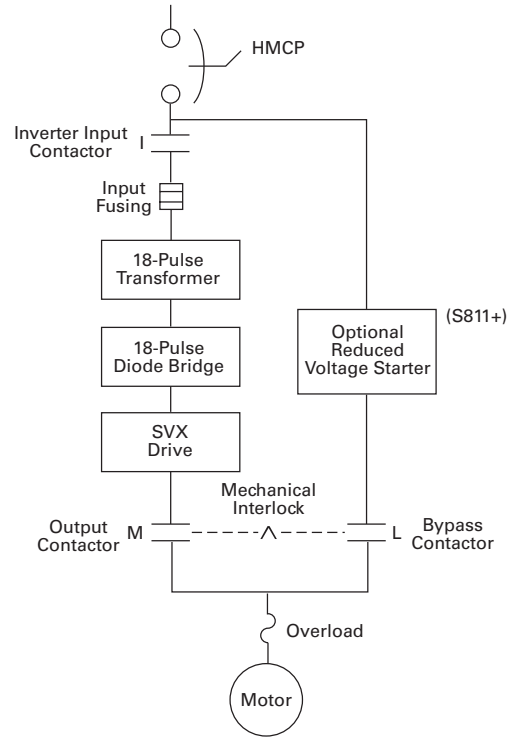 HMCP
Inverter Input
Contactor
I
Input
Fusing
18-Pulse
Transformer
18-Pulse
Diode Bridge
SVX
Drive
(S811+)
Optional
Reduced
Voltage Starter
Mechanical
Interlock
Output
Contactor
M
L
Bypass
Contactor
Overload
Motor